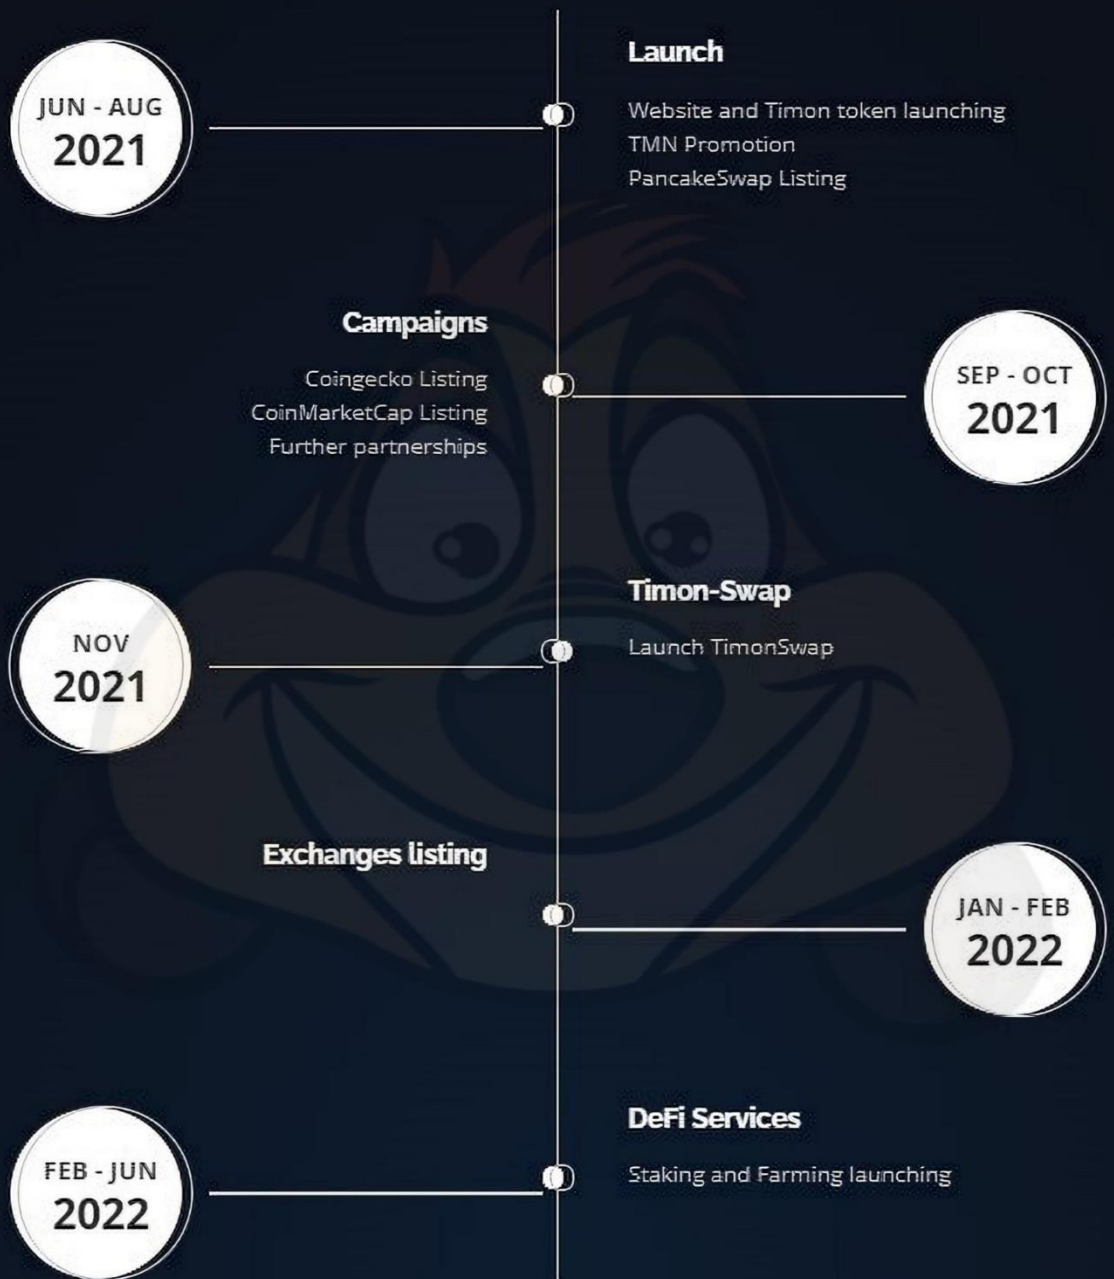 JUN - AUG
2021
Launch
Website and Timon token launching
TMN Promotion
PancakeSwap Listing
Campaigns
Coingecko Listing
CoinMarketCap Listing
Further partnerships
SEP - OCT
2021
NOV
2021
Timon-Swap
Launch TimonSwap
Exchanges listing
JAN - FEB
2022
FEB - JUN
2022
DeFi Services
Staking and Farming launching